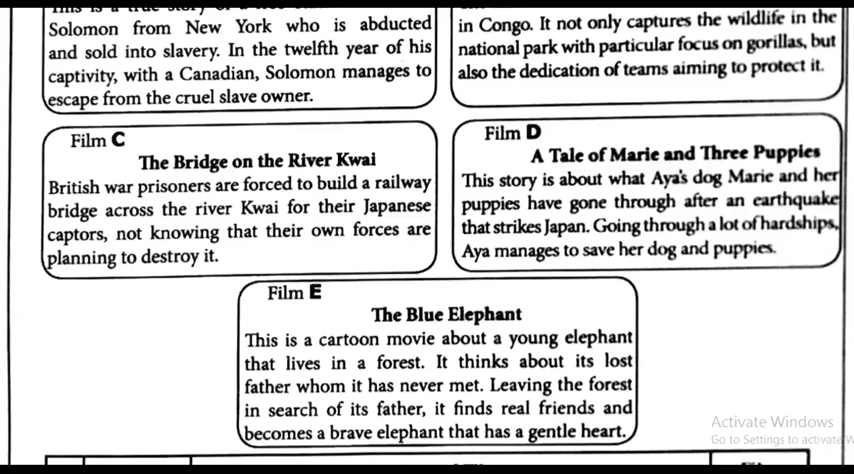 This is a true story of a free
Solomon from New York who is abducted
and sold into slavery. In the twelfth year of his
captivity, with a Canadian, Solomon manages to
escape from the cruel slave owner.
in Congo. It not only captures the wildlife in the
national park with particular focus on gorillas, but
also the dedication of teams aiming to protect it.
Film C
The Bridge on the River Kwai
British war prisoners are forced to build a railway
bridge across the river Kwai for their Japanese
captors, not knowing that their own forces are
planning to destroy it.
Film D
A Tale of Marie and Three Puppies
This story is about what Aya's dog Marie and her
puppies have gone through after an earthquake
that strikes Japan. Going through a lot of hardships,
Aya manages to save her dog and puppies.
Film E
The Blue Elephant
This is a cartoon movie about a young elephant
that lives in a forest. It thinks about its lost
father whom it has never met. Leaving the forest
in search of its father, it finds real friends and
becomes a brave elephant that has a gentle heart.
Activate Windows
Go to Settings to activate W